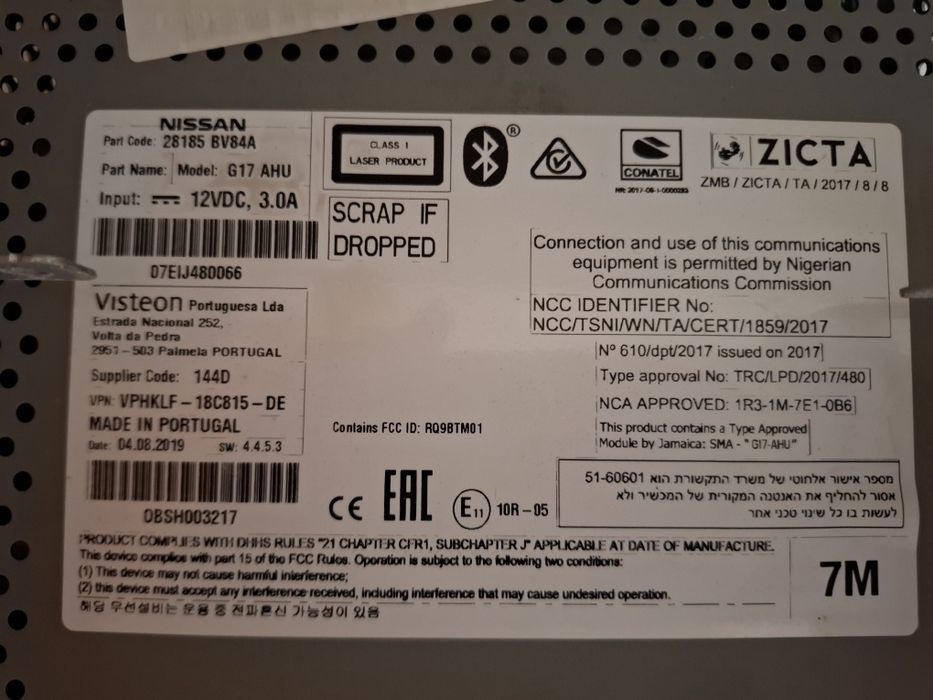 NISSAN
Part Code: 28185 BV84A
Part Name: Model: G17 AHU
Input: 12VDC, 3.0A
07EIJ480066
Visteon Portuguesa Lda
Estrada Nacional 252,
Volta da Pedra
2951-503 Palmela PORTUGAL
Supplier Code: 144D
VPN: VPHKLF-18C815-DE
MADE IN PORTUGAL
Date: 04.08.2019 SW: 4.4.5.3
OBSH003217
CLASS 1
LASER PRODUCT
SCRAP IF
DROPPED
®
CONATEL
ZICTA
ZMB / ZICTA / TA / 2017 / 8 / 8
Connection and use of this communications
equipment is permitted by Nigerian
Communications Commission
NCC IDENTIFIER No:
NCC/TSNI/WN/TA/CERT/1859/2017
Nº 610/dpt/2017 issued on 2017
Type approval No: TRC/LPD/2017/480
NCA APPROVED: 1R3-1M-7E1-0B6
This product contains a Type Approved
Module by Jamaica: SMA - "G17-AHU"
Contains FCC ID: RQ9BTM01
CE EAC E11 10R-05
מספר אישור אלחוטי של משרד התקשורת הוא 51-60601
אסור להחליף את האנטנה המקורית של המכשיר ולא
לעשות בו כל שינוי טכני אחר
PRODUCT COMPLIES WITH DHHS RULES "21 CHAPTER CFR1, SUBCHAPTER J" APPLICABLE AT DATE OF MANUFACTURE.
This device complies with part 15 of the FCC Rules. Operation is subject to the following two conditions:
(1) This device may not cause harmful interference;
(2) this device must accept any interference received, including interference that may cause undesired operation.
해당 무선설비는 운용 중 전파혼신 가능성이 있음
7M